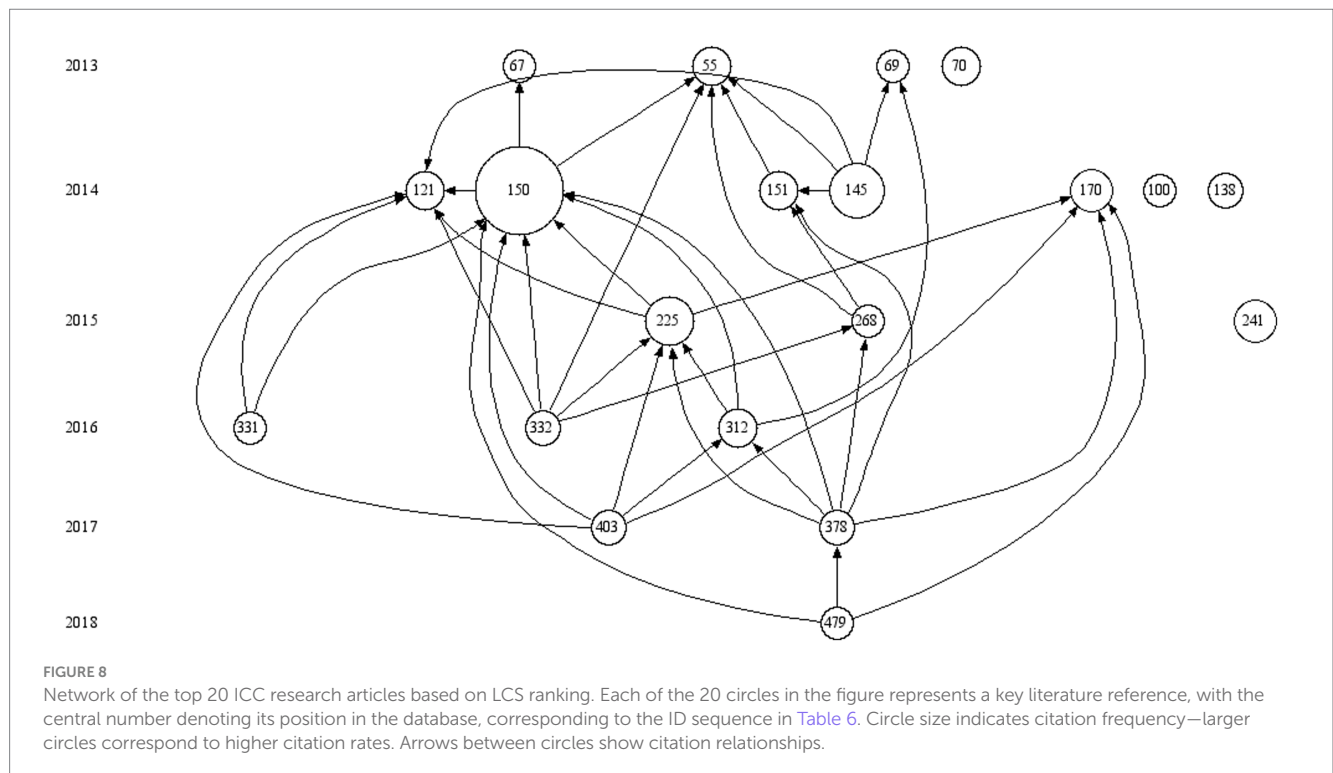 2013 67 55 69 70
2014 121 150 151 145 170 100 138
2015 225 268 241
2016 331 332 312
2017 403 378
2018 479
FIGURE 8
Network of the top 20 ICC research articles based on LCS ranking. Each of the 20 circles in the figure represents a key literature reference, with the
central number denoting its position in the database, corresponding to the ID sequence in Table 6. Circle size indicates citation frequency—larger
circles correspond to higher citation rates. Arrows between circles show citation relationships.